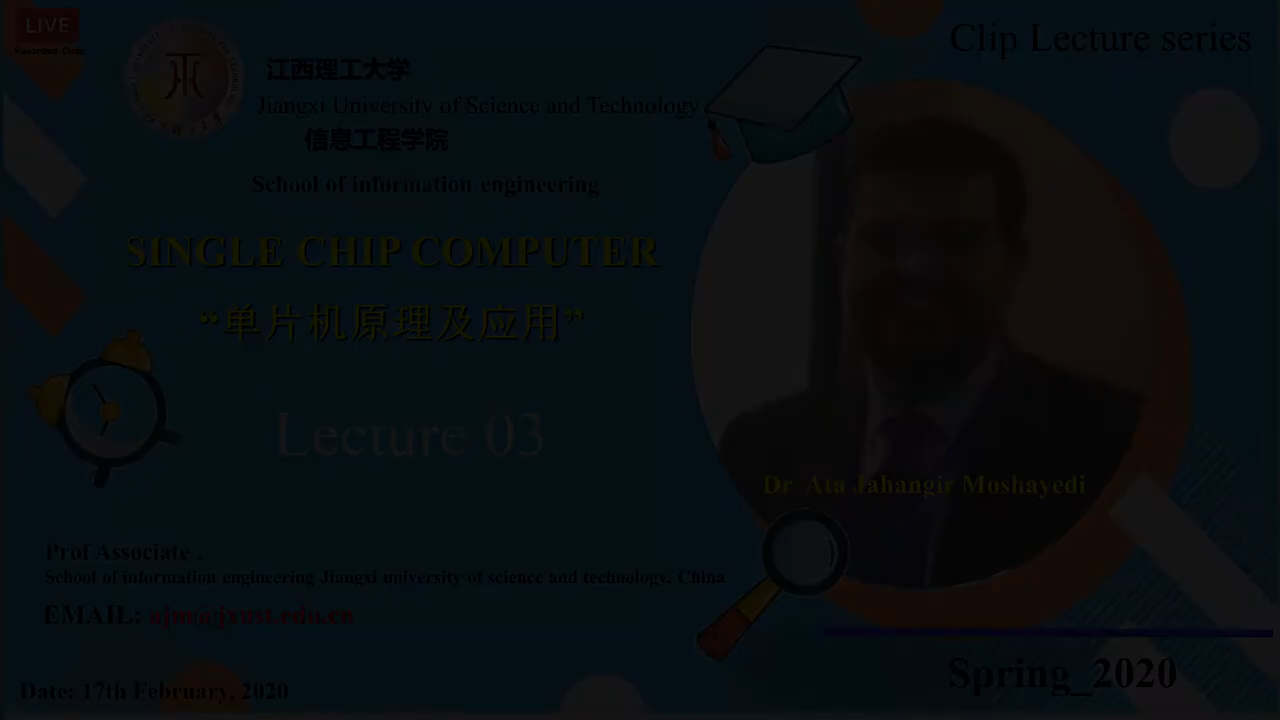 LIVE
Recorded Class
Clip Lecture series
江西理工大学
Jiangxi University of Science and Technology
信息工程学院
School of information engineering
SINGLE CHIP COMPUTER
“单片机原理及应用”
Lecture 03
Dr Ata Jahangir Moshayedi
Prof Associate ,
School of information engineering Jiangxi university of science and technology, China
EMAIL: ajm@jxust.edu.cn
Spring_2020
Date: 17th February, 2020